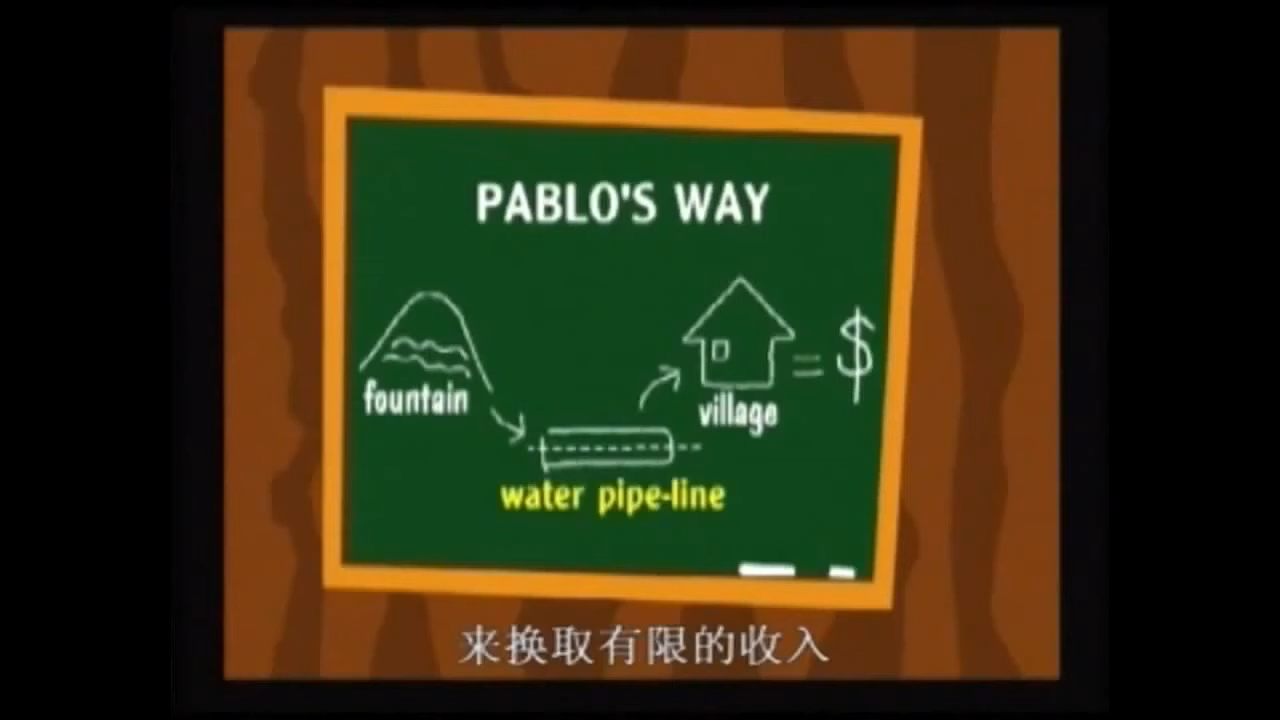 PABLO'S WAY
fountain
village
= $
water pipe-line
来换取有限的收入